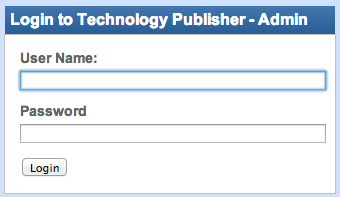 Login to Technology Publisher - Admin
User Name:
Password
Login